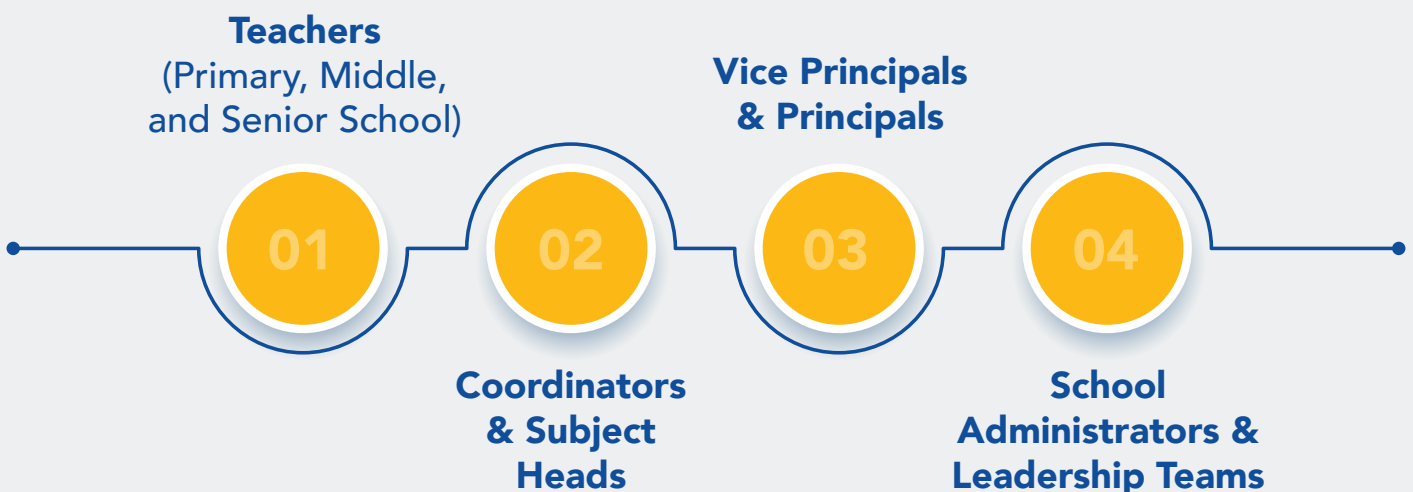 Teachers
(Primary, Middle,
and Senior School)
01
02
Coordinators
& Subject
Heads
Vice Principals
& Principals
03
04
School
Administrators &
Leadership Teams